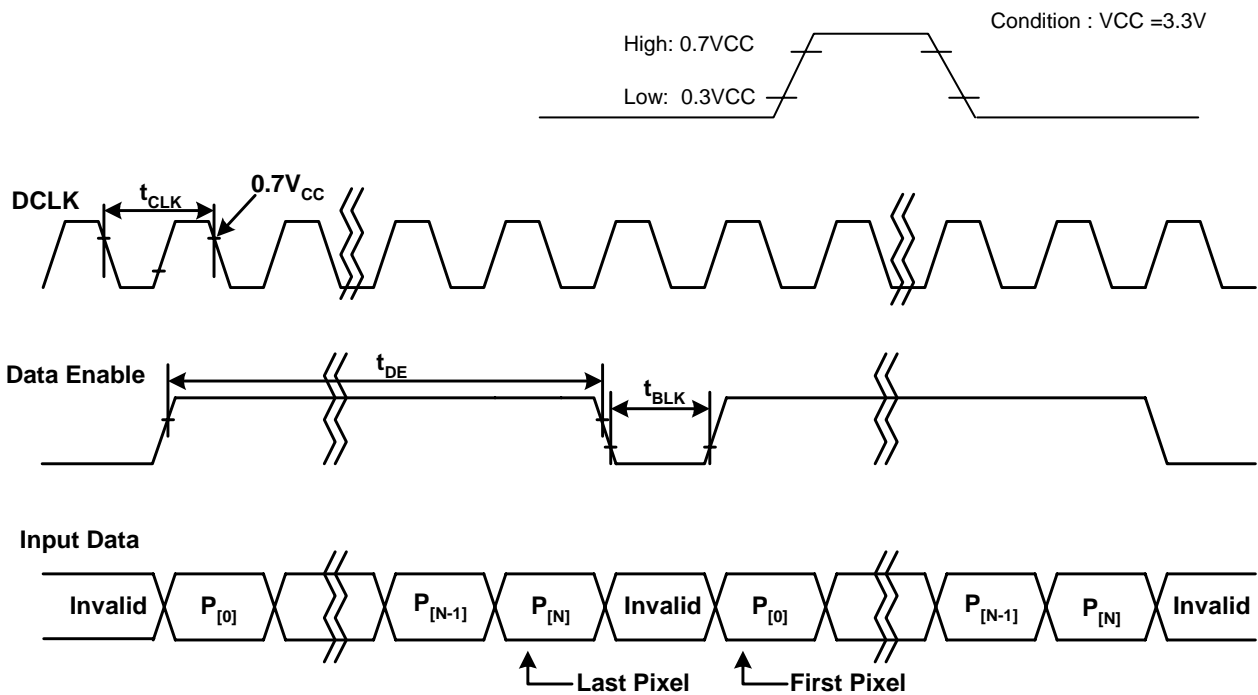 Condition : VCC =3.3V
High: 0.7VCC
Low: 0.3VCC
DCLK
tCLK
0.7VCC
Data Enable
tDE
tBLK
Input Data
Invalid P[0] P[N-1] P[N] Invalid P[0] P[N-1] P[N] Invalid
Last Pixel First Pixel